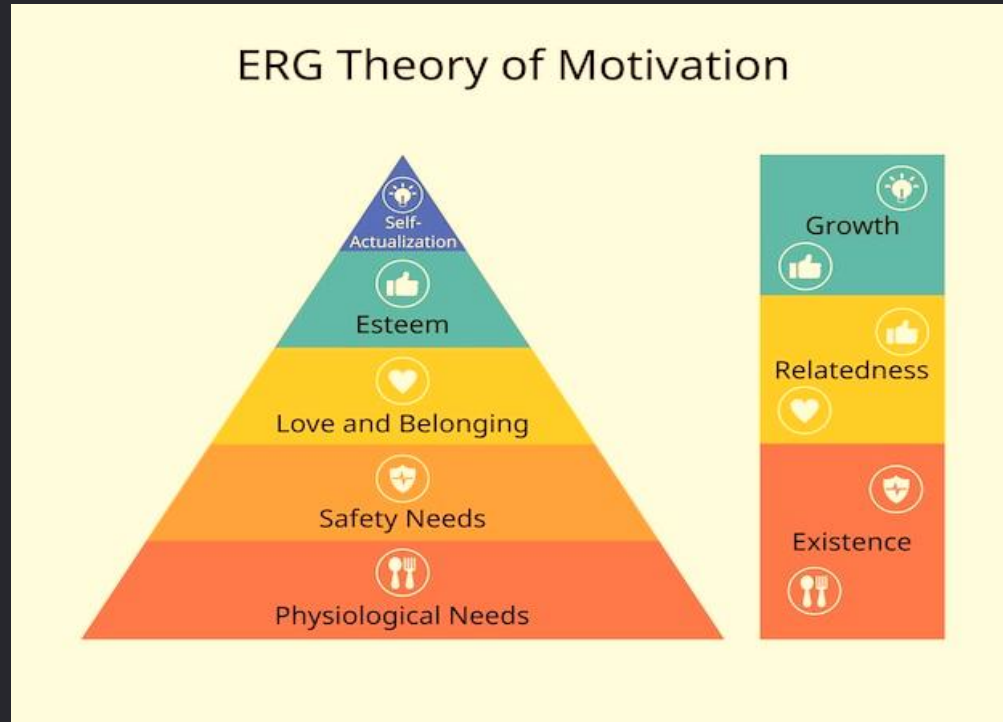 ERG Theory of Motivation
Self-
Actualization
Esteem
Love and Belonging
Safety Needs
Physiological Needs
Growth
Relatedness
Existence